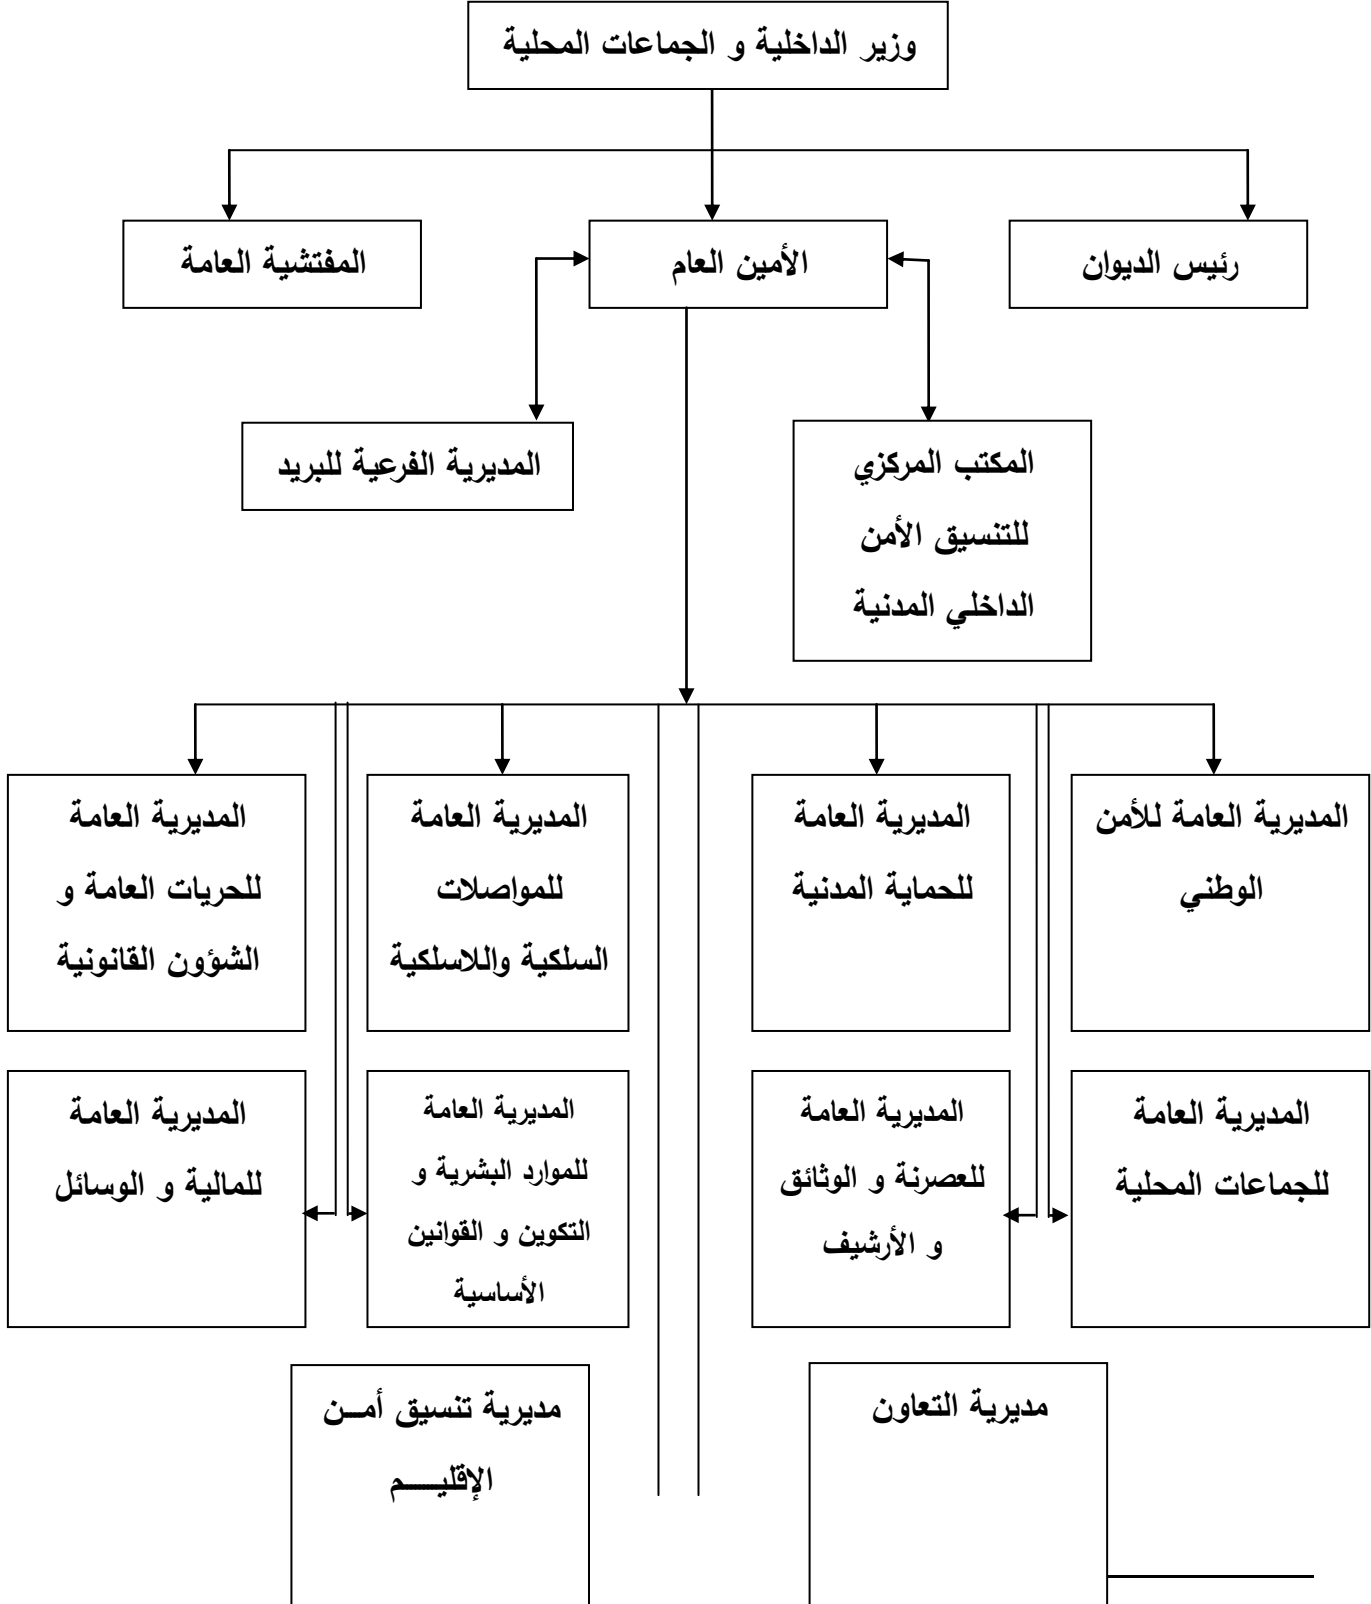 وزير الداخلية و الجماعات المحلية
رئيس الديوان
الأمين العام
المفتشية العامة
المكتب المركزي
للتنسيق الأمن
الداخلي المدنية
المديرية الفرعية للبريد
المديرية العامة للأمن
الوطني
المديرية العامة
للحماية المدنية
المديرية العامة
للمواصلات
السلكية واللاسلكية
المديرية العامة
للحريات العامة و
الشؤون القانونية
المديرية العامة
للجماعات المحلية
المديرية العامة
للعصرنة و الوثائق
و الأرشيف
المديرية العامة
للموارد البشرية و
التكوين و القوانين
الأساسية
المديرية العامة
للمالية و الوسائل
مديرية التعاون
مديرية تنسيق أمــن
الإقليــــم